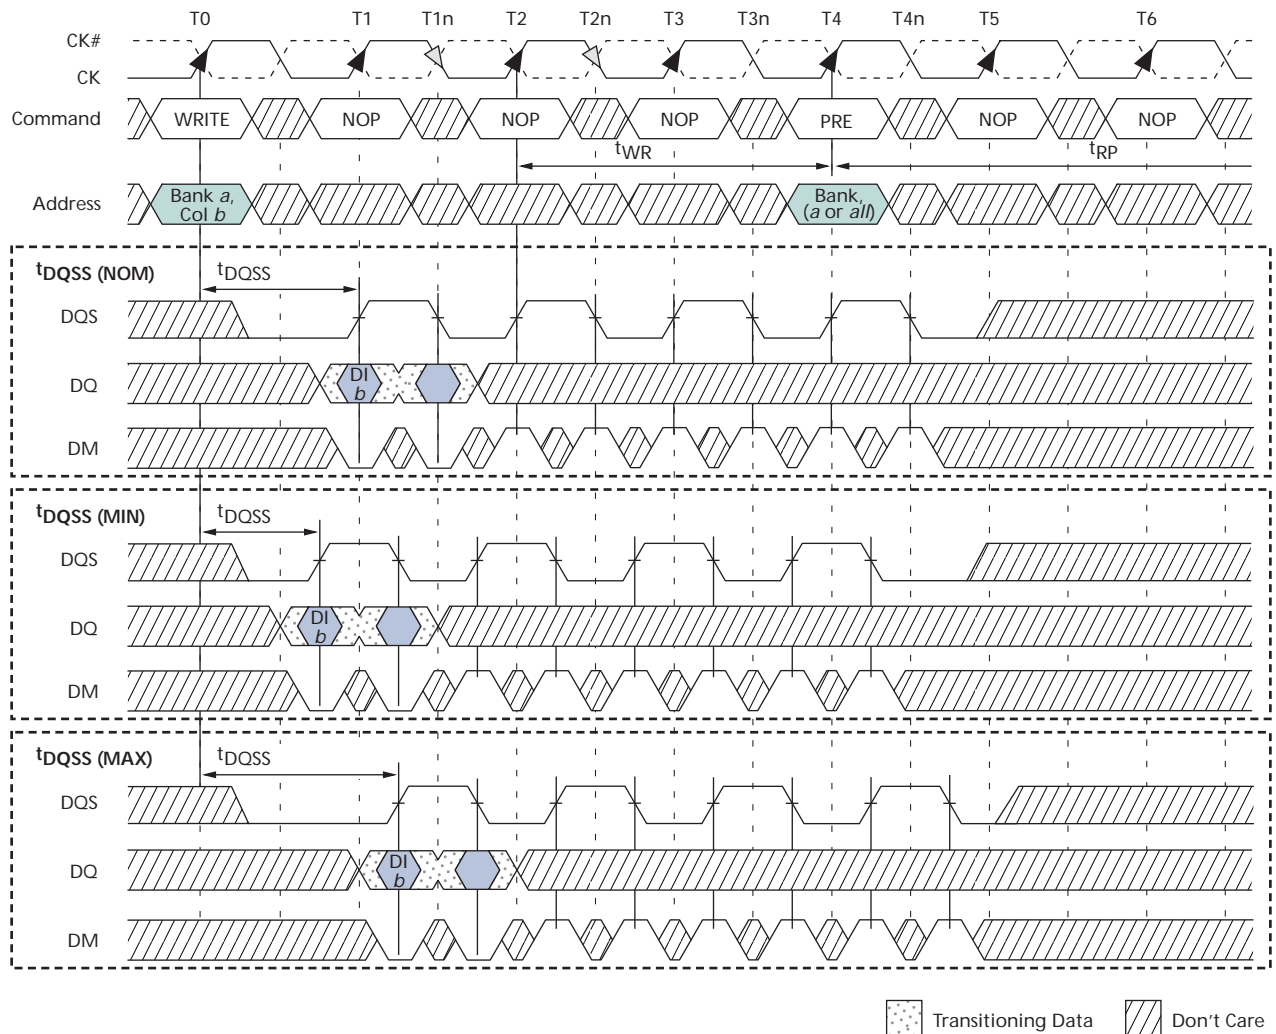 T0 T1 T1n T2 T2n T3 T3n T4 T4n T5 T6
CK#
CK
Command WRITE NOP NOP NOP PRE NOP NOP
tWR tRP
Address Bank a, Col b Bank, (a or all)
tDQSS (NOM) tDQSS
DQS
DQ DI b
DM
tDQSS (MIN) tDQSS
DQS
DQ DI b
DM
tDQSS (MAX) tDQSS
DQS
DQ DI b
DM
Transitioning Data Don't Care